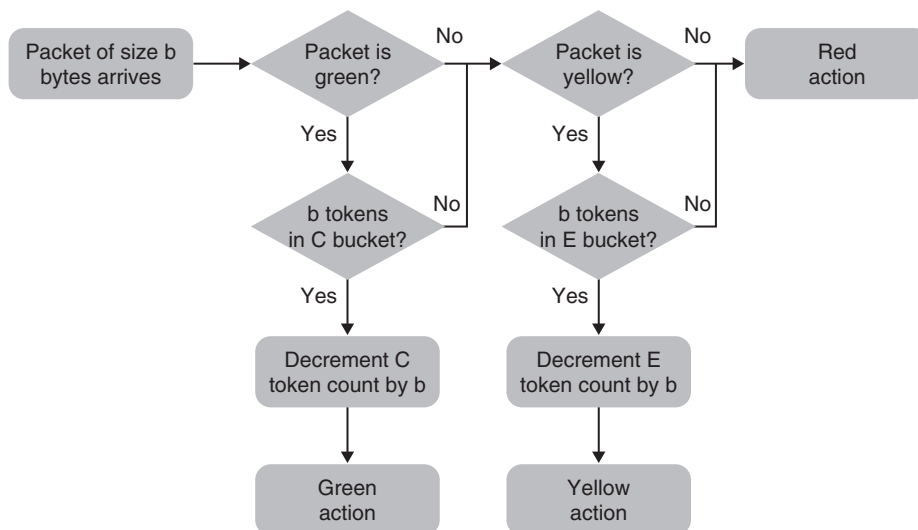 Packet of size b
bytes arrives
Packet is
green?
No
Packet is
yellow?
No
Red
action
Yes
Yes
b tokens
in C bucket?
No
b tokens
in E bucket?
No
Yes
Yes
Decrement C
token count by b
Decrement E
token count by b
Green
action
Yellow
action